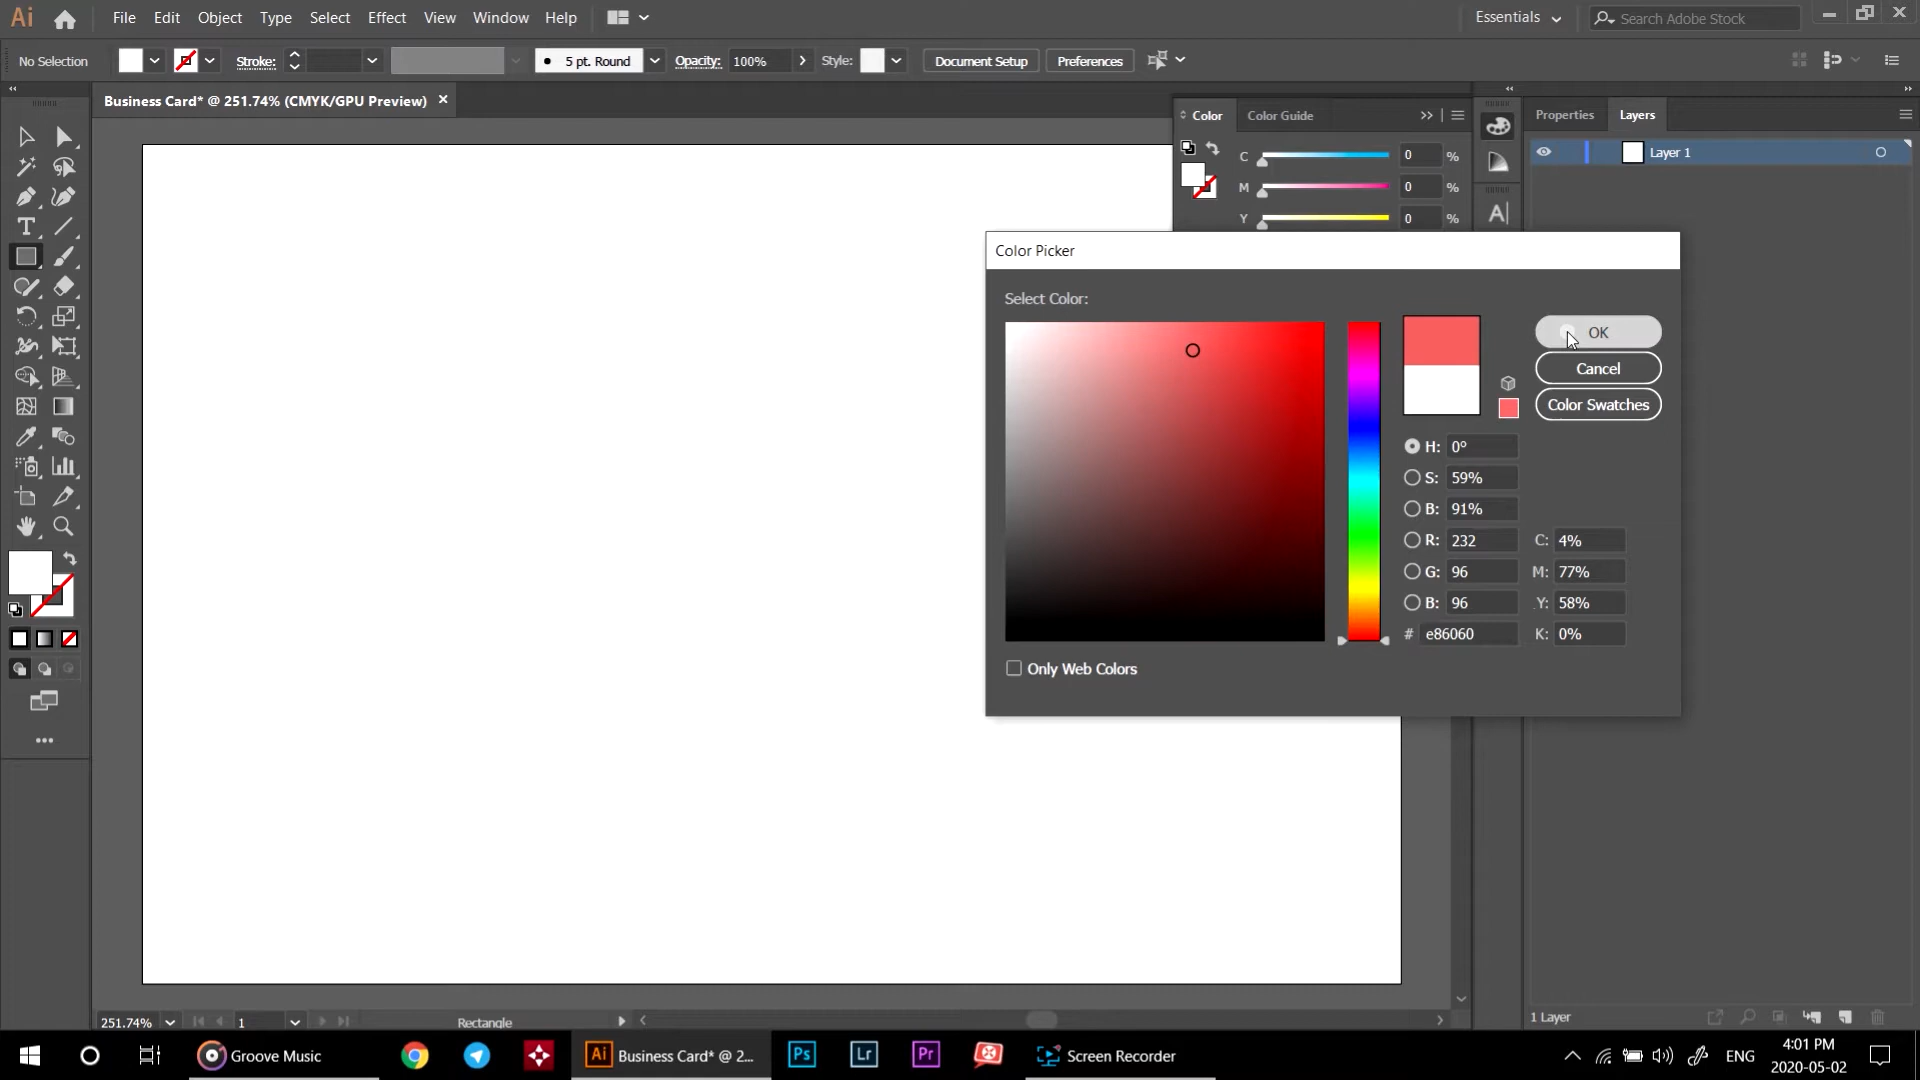 Ai File Edit Object Type Select Effect View Window Help Essentials Search Adobe Stock
No Selection Stroke: 5 pt. Round Opacity: 100% Style: Document Setup Preferences
Business Card* @ 251.74% (CMYK/GPU Preview)
Color Color Guide
Properties Layers
C 0 %
Layer 1
M 0 %
Y 0 %
Color Picker
Select Color:
OK
Cancel
Color Swatches
H: 0°
S: 59%
B: 91%
R: 232 C: 4%
G: 96 M: 77%
B: 96 Y: 58%
# e86060 K: 0%
Only Web Colors
251.74% 1 Rectangle
1 Layer
Groove Music Ai Business Card* @ 2... Ps Lr Pr Screen Recorder ENG 4:01 PM
2020-05-02